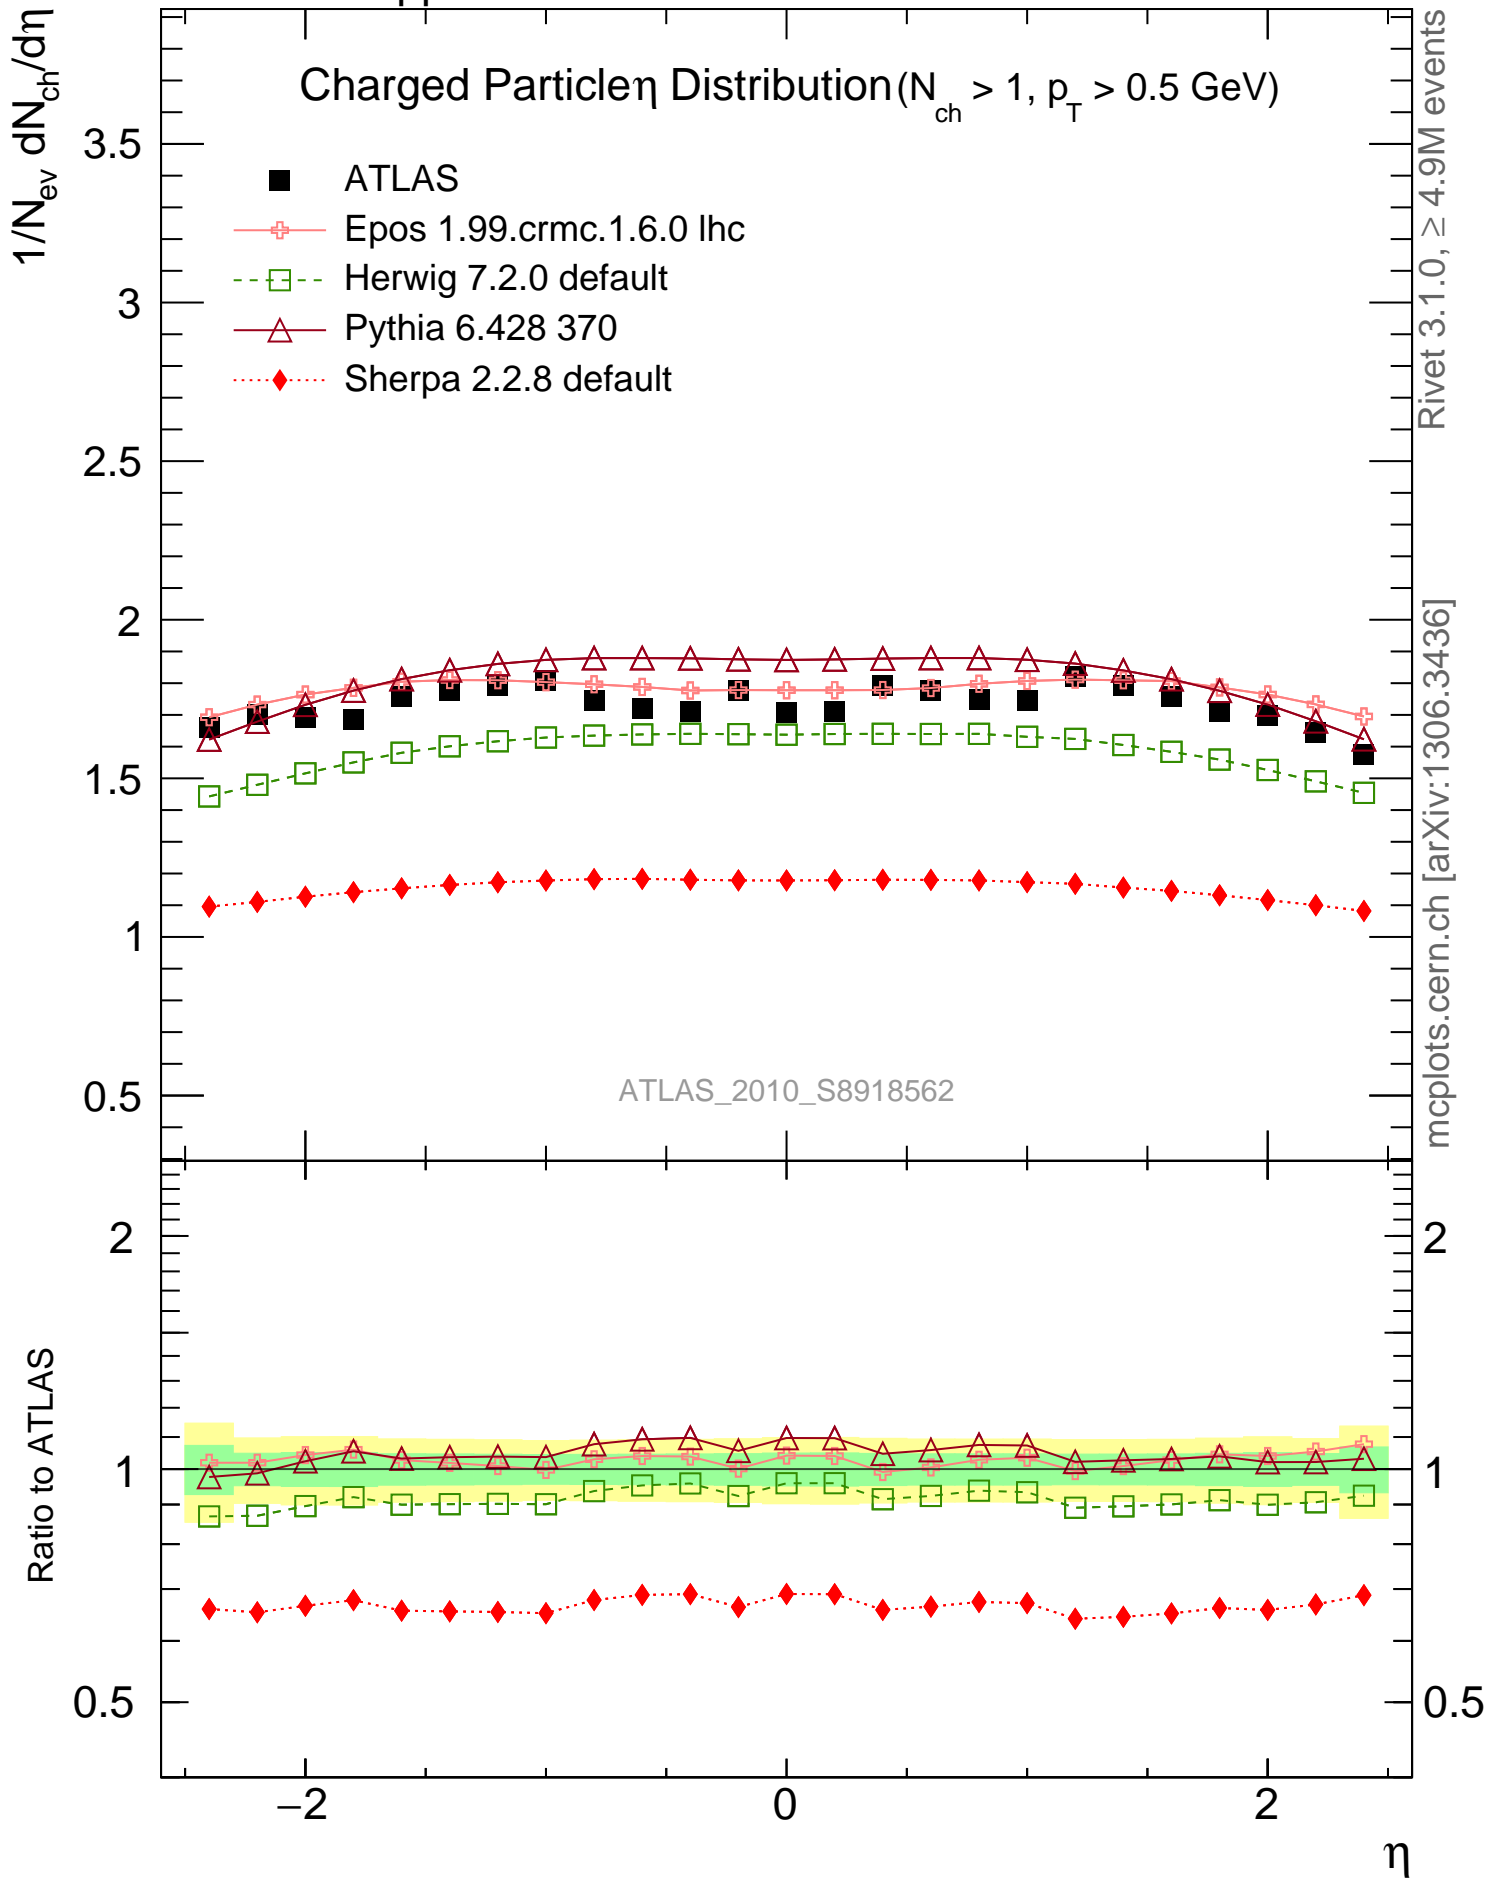 pp
1/N_ev dN_ch/dη
Charged Particleη Distribution(N_ch > 1, p_T > 0.5 GeV)
ATLAS
Epos 1.99.crmc.1.6.0 lhc
Herwig 7.2.0 default
Pythia 6.428 370
Sherpa 2.2.8 default
3.5
3
2.5
2
1.5
1
0.5
ATLAS_2010_S8918562
Rivet 3.1.0, ≥ 4.9M events
mcplots.cern.ch [arXiv:1306.3436]
Ratio to ATLAS
2
1
0.5
2
1
0.5
−2
0
2
η